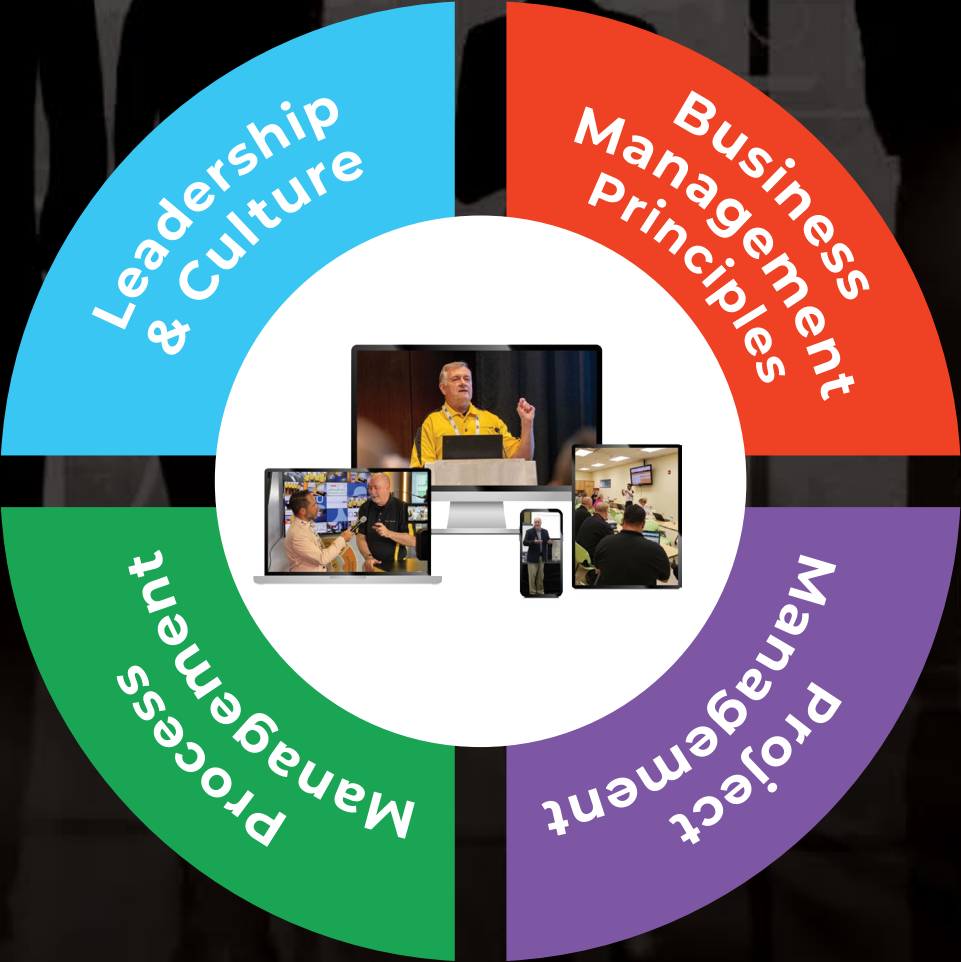 Leadership
& Culture
Business
Management
Principles
Process
Management
Project
Management